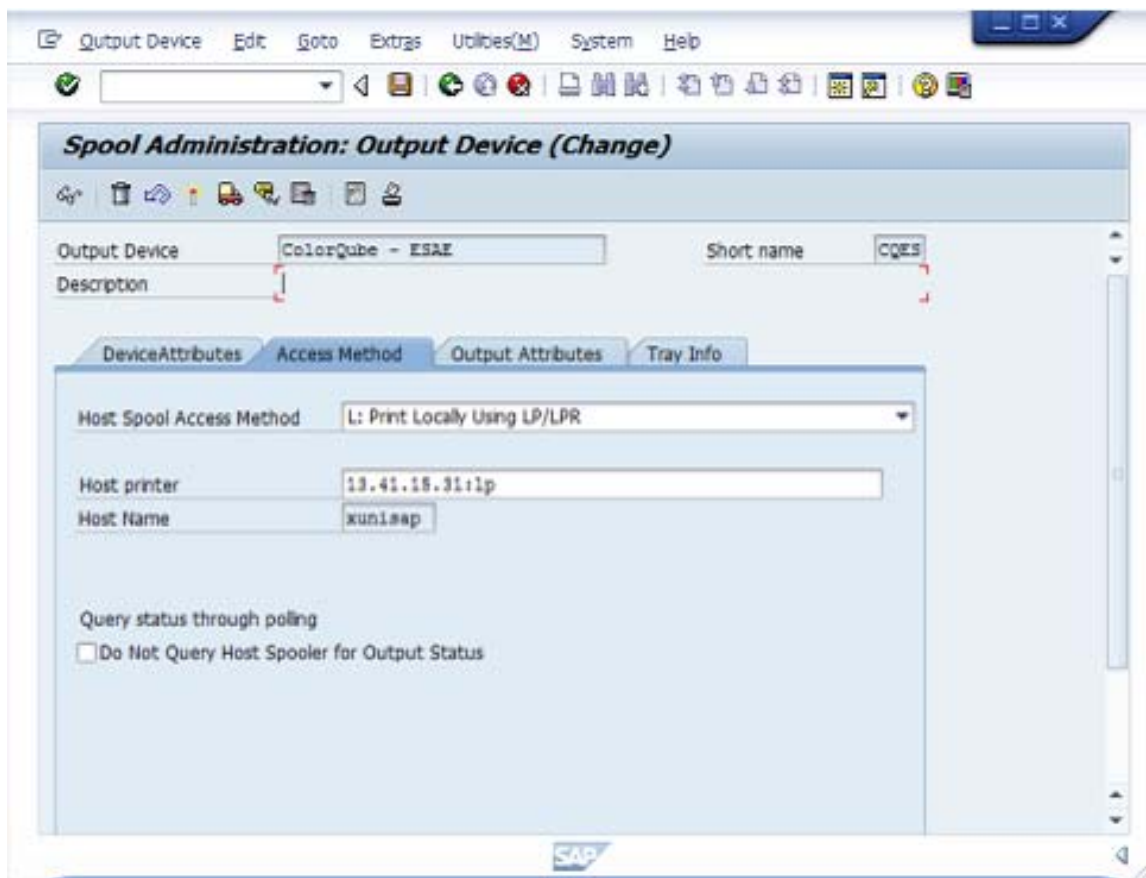 Output Device Edit Goto Extras Utilities(M) System Help
Spool Administration: Output Device (Change)
Output Device ColorQube - ESAE Short name CQES
Description
DeviceAttributes Access Method Output Attributes Tray Info
Host Spool Access Method L: Print Locally Using LP/LPR
Host printer 13.41.18.31:lp
Host Name xunisap
Query status through polling
Do Not Query Host Spooler for Output Status
SAP